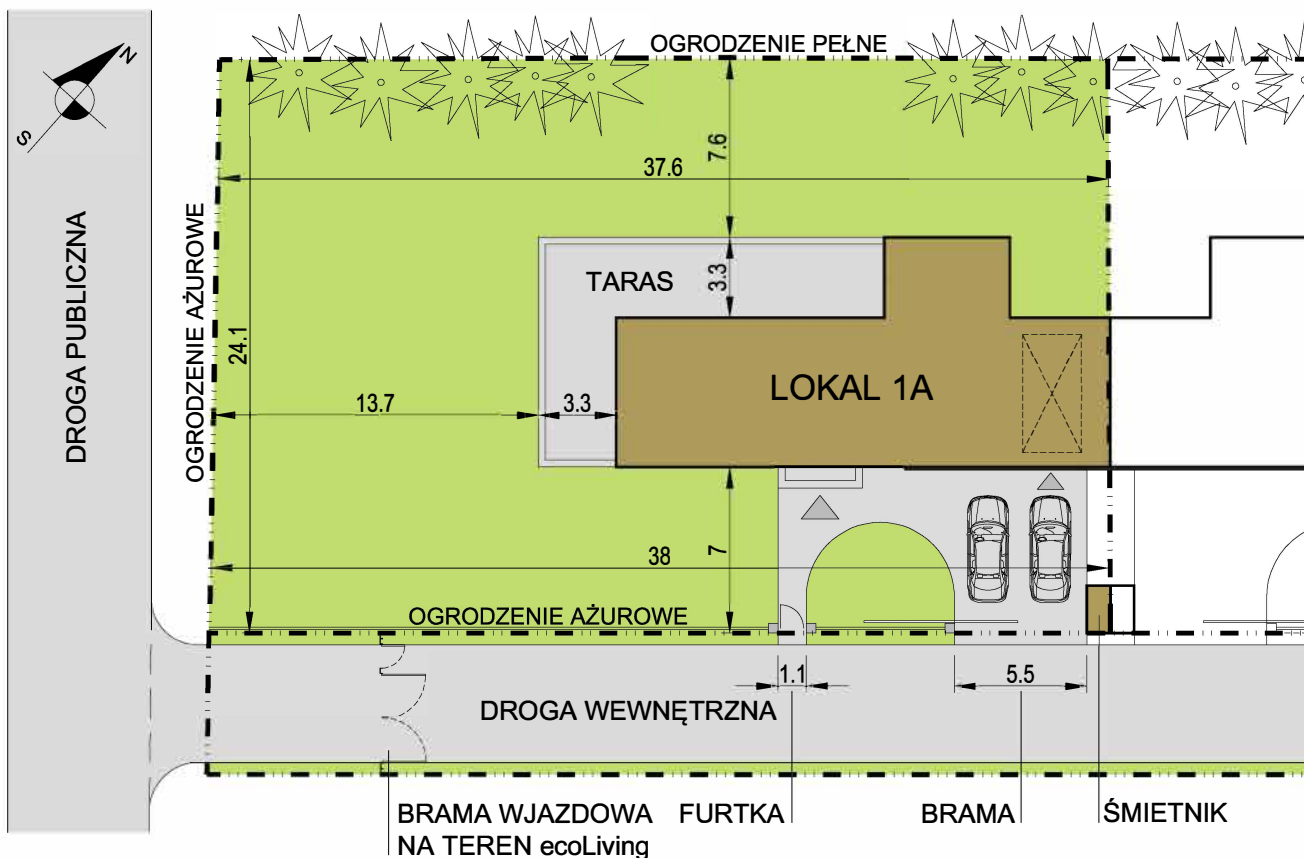 OGRODZENIE PEŁNE
N
S
7.6
37.6
DROGA PUBLICZNA
OGRODZENIE AŻUROWE
24.1
TARAS
3.3
LOKAL 1A
13.7
3.3
7
38
OGRODZENIE AŻUROWE
1.1
5.5
DROGA WEWNĘTRZNA
BRAMA WJAZDOWA
NA TEREN ecoLiving
FURTKA
BRAMA
ŚMIETNIK